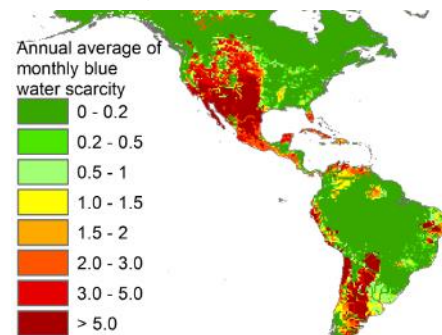 Annual average of
monthly blue
water scarcity
0 - 0.2
0.2 - 0.5
0.5 - 1
1.0 - 1.5
1.5 - 2
2.0 - 3.0
3.0 - 5.0
> 5.0